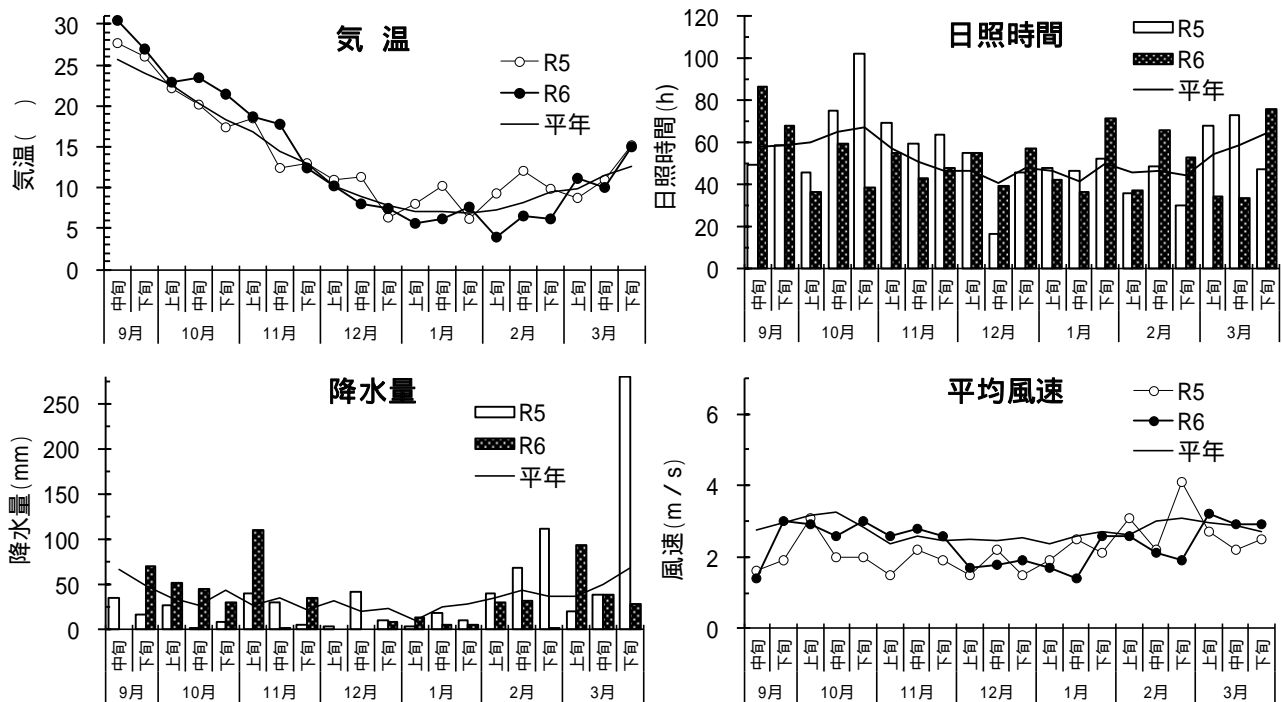 気 温
30
25
20
15
10
5
0
気温( )
R5
R6
平年
中旬 下旬 上旬 中旬 下旬 上旬 中旬 下旬 上旬 中旬 下旬 上旬 中旬 下旬 上旬 中旬 下旬 上旬 中旬 下旬
9月 10月 11月 12月 1月 2月 3月
日照時間
120
100
80
60
40
20
0
日照時間(h)
R5
R6
平年
中旬 下旬 上旬 中旬 下旬 上旬 中旬 下旬 上旬 中旬 下旬 上旬 中旬 下旬 上旬 中旬 下旬 上旬 中旬 下旬
9月 10月 11月 12月 1月 2月 3月
降水量
250
200
150
100
50
0
降水量(mm)
R5
R6
平年
中旬 下旬 上旬 中旬 下旬 上旬 中旬 下旬 上旬 中旬 下旬 上旬 中旬 下旬 上旬 中旬 下旬 上旬 中旬 下旬
9月 10月 11月 12月 1月 2月 3月
平均風速
6
4
2
0
風速(m/s)
R5
R6
平年
中旬 下旬 上旬 中旬 下旬 上旬 中旬 下旬 上旬 中旬 下旬 上旬 中旬 下旬 上旬 中旬 下旬 上旬 中旬 下旬
9月 10月 11月 12月 1月 2月 3月